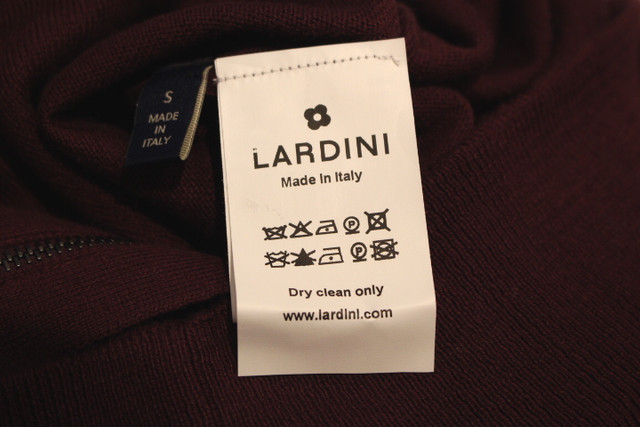 S
MADE
IN
ITALY
LARDINI
Made In Italy
P
P
Dry clean only
www.lardini.com